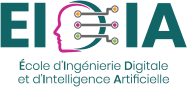 EIDIA
École d'Ingénierie Digitale
et d'Intelligence Artificielle